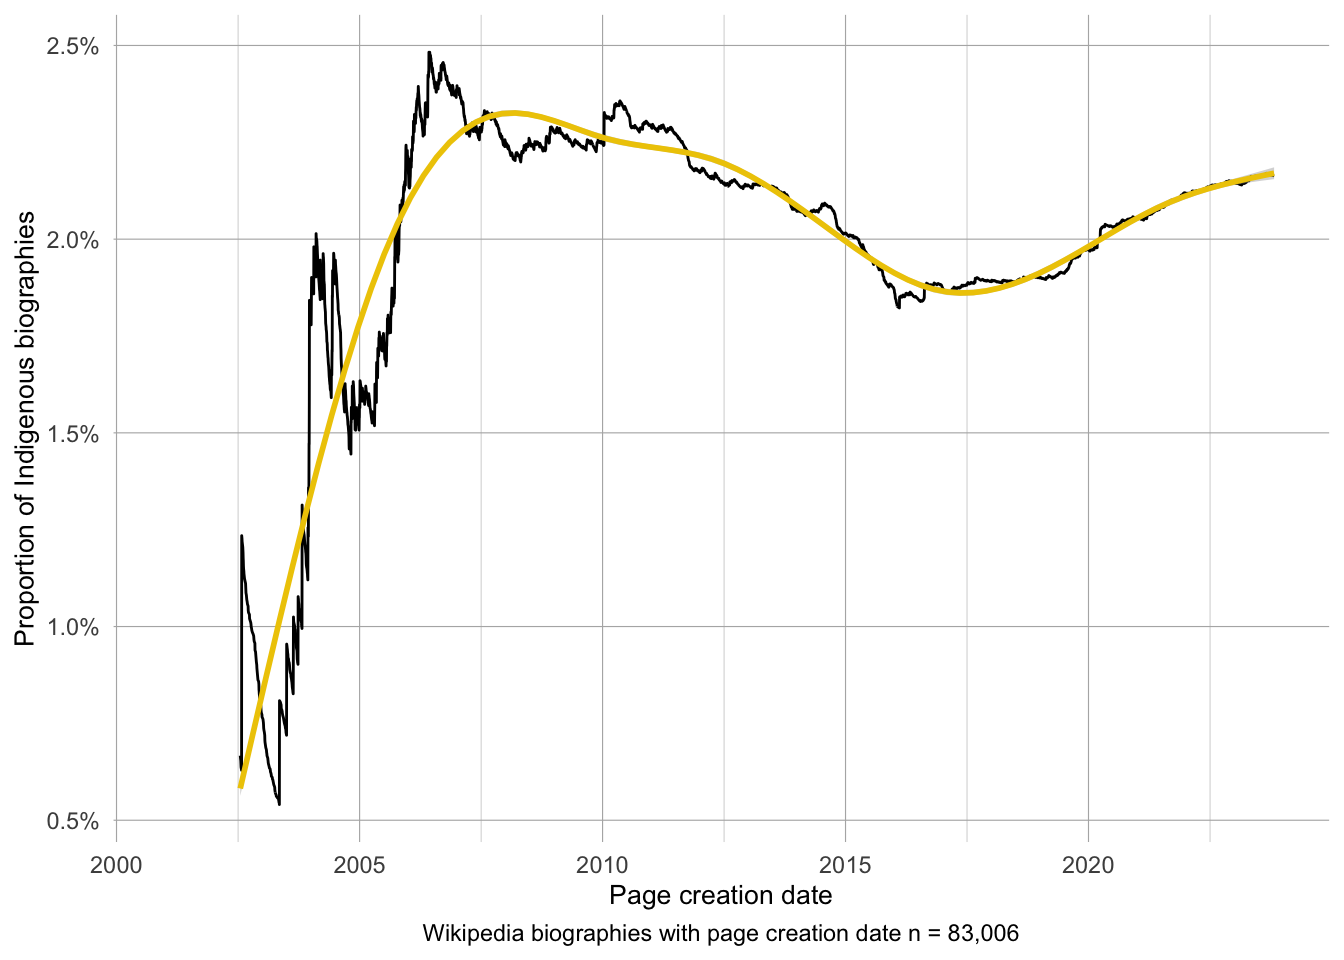 Proportion of Indigenous biographies
2.5%
2.0%
1.5%
1.0%
0.5%
2000 2005 2010 2015 2020
Page creation date
Wikipedia biographies with page creation date n = 83,006